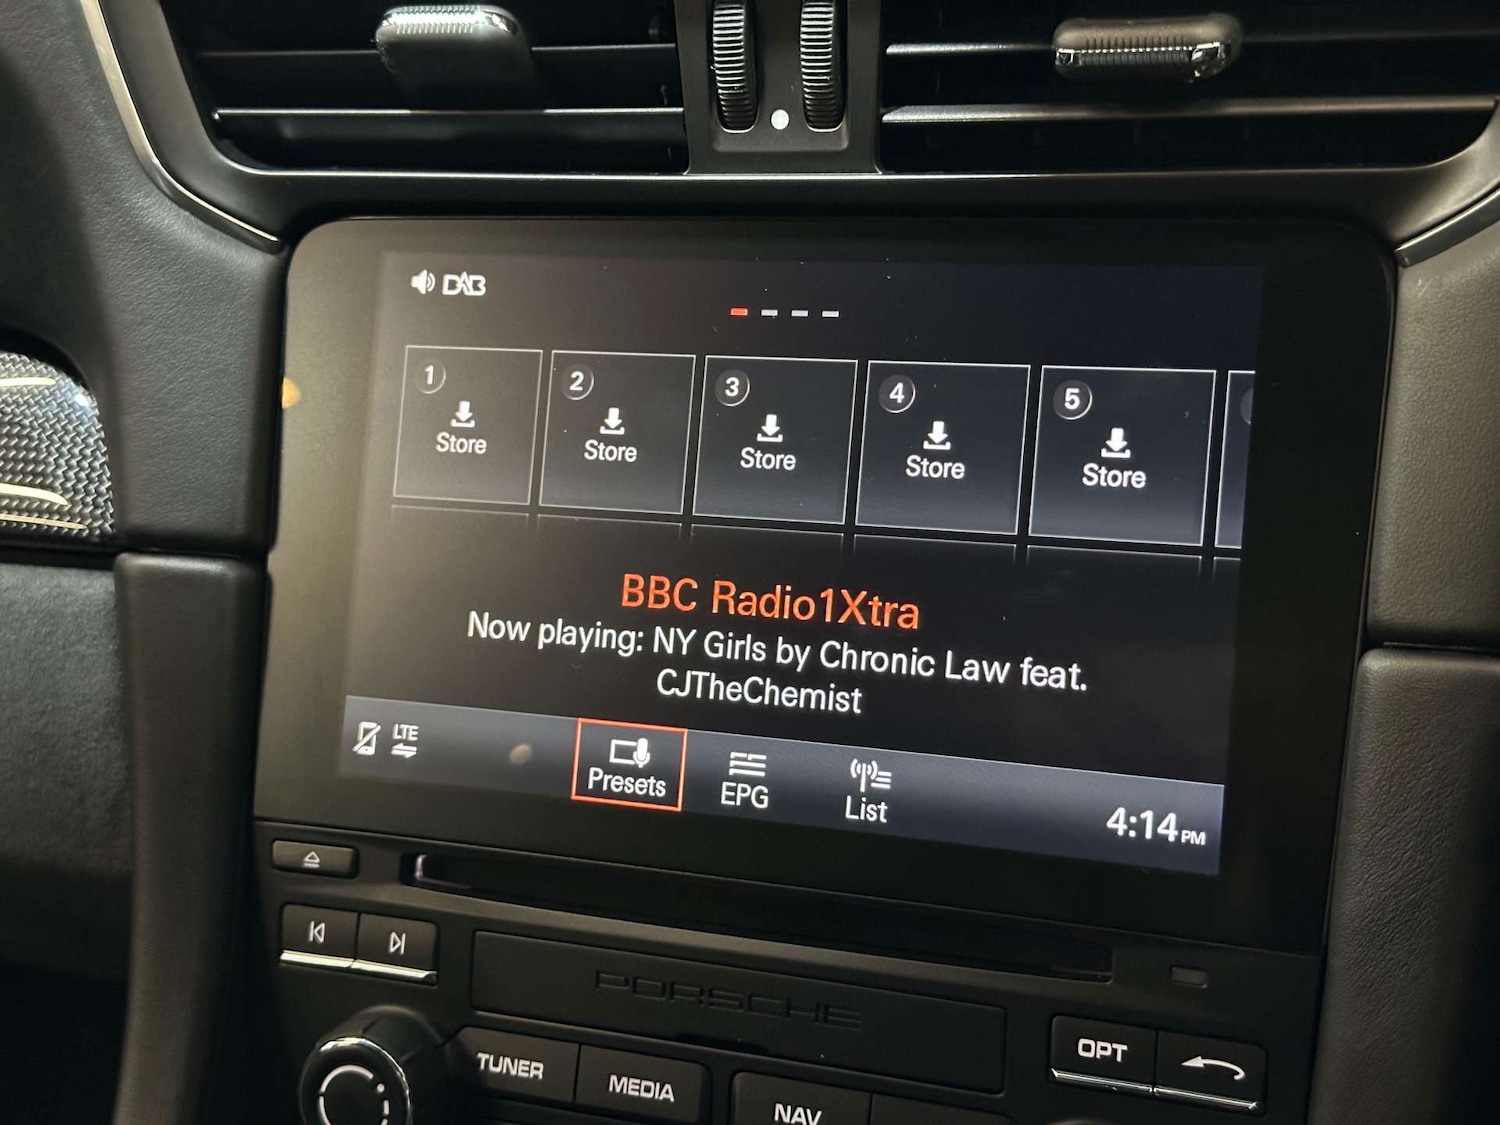 DAB
1
2
3
4
5
Store
Store
Store
Store
Store
BBC Radio1Xtra
Now playing: NY Girls by Chronic Law feat.
CJTheChemist
LTE
Presets
EPG
List
4:14PM
PORSCHE
TUNER
MEDIA
NAV
OPT